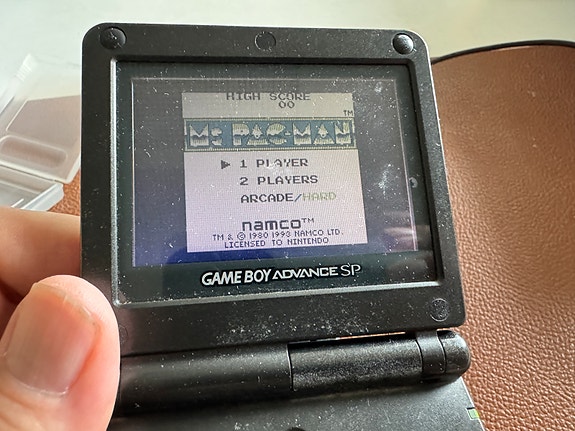 HIGH SCORE
00
TM
Ms. PAC-MAN
▶ 1 PLAYER
2 PLAYERS
ARCADE/HARD
namco™
TM & © 1980 1993 NAMCO LTD.
LICENSED TO NINTENDO
GAME BOY ADVANCE SP